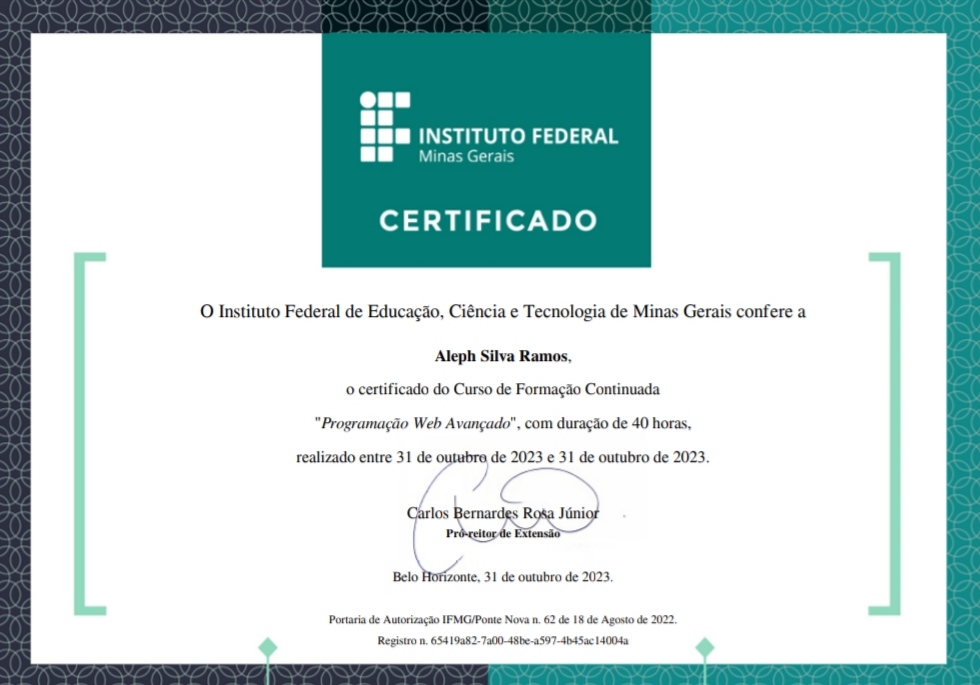 INSTITUTO FEDERAL
Minas Gerais
CERTIFICADO
O Instituto Federal de Educação, Ciência e Tecnologia de Minas Gerais confere a
Aleph Silva Ramos,
o certificado do Curso de Formação Continuada
"Programação Web Avançado", com duração de 40 horas,
realizado entre 31 de outubro de 2023 e 31 de outubro de 2023.
Carlos Bernardes Rosa Júnior
Pró-reitor de Extensão
Belo Horizonte, 31 de outubro de 2023.
Portaria de Autorização IFMG/Ponte Nova n. 62 de 18 de Agosto de 2022.
Registro n. 65419a82-7a00-48be-a597-4b45ac14004a